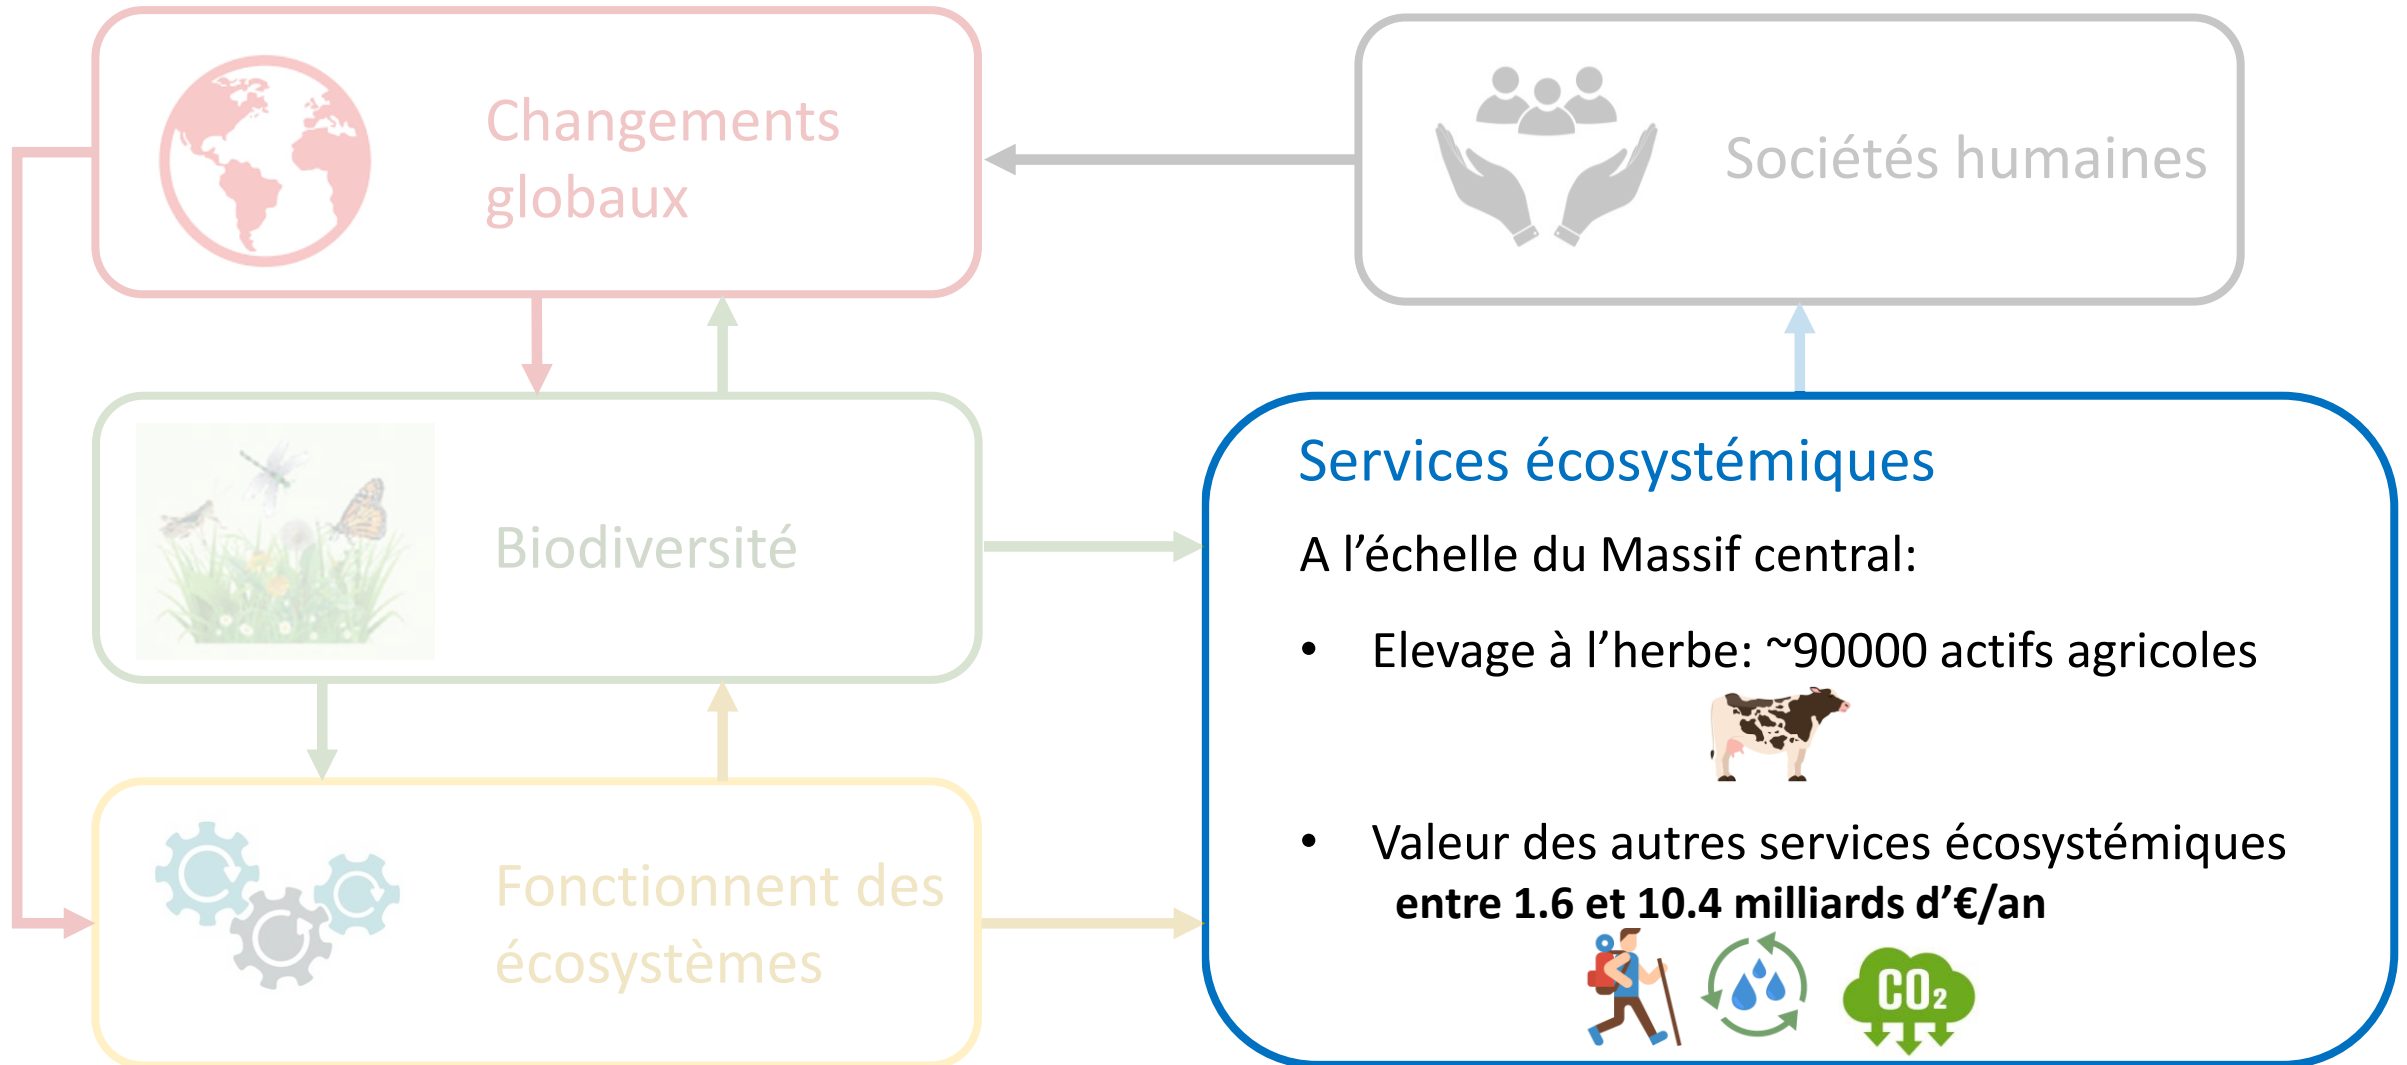 Changements
globaux
Sociétés humaines
Biodiversité
Services écosystémiques
A l’échelle du Massif central:
• Elevage à l’herbe: ~90000 actifs agricoles
• Valeur des autres services écosystémiques
entre 1.6 et 10.4 milliards d’€/an
CO₂
Fonctionnent des
écosystèmes